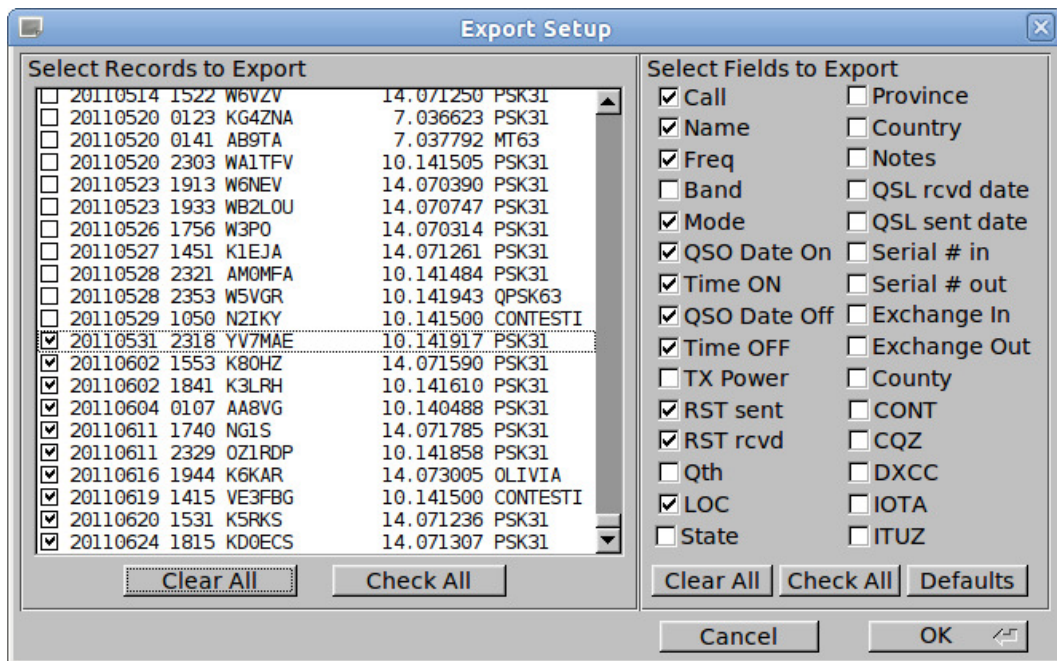 Export Setup
Select Records to Export
20110514 1522 W6VZV 14.071250 PSK31
20110520 0123 KG4ZNA 7.036623 PSK31
20110520 0141 AB9TA 7.037792 MT63
20110520 2303 WA1TFV 10.141505 PSK31
20110523 1913 W6NEV 14.070390 PSK31
20110523 1933 WB2LOU 14.070747 PSK31
20110526 1756 W3PO 14.070314 PSK31
20110527 1451 K1EJA 14.071261 PSK31
20110528 2321 AM0MFA 10.141484 PSK31
20110528 2353 W5VGR 10.141943 QPSK63
20110529 1050 N2IKY 10.141500 CONTESTI
20110531 2318 YV7MAE 10.141917 PSK31
20110602 1553 K8OHZ 14.071590 PSK31
20110602 1841 K3LRH 10.141610 PSK31
20110604 0107 AA8VG 10.140488 PSK31
20110611 1740 NG1S 14.071785 PSK31
20110611 2329 OZ1RDP 10.141858 PSK31
20110616 1944 K6KAR 14.073005 OLIVIA
20110619 1415 VE3FBG 10.141500 CONTESTI
20110620 1531 K5RKS 14.071236 PSK31
20110624 1815 KD0ECS 14.071307 PSK31
Clear All Check All
Select Fields to Export
Call Province
Name Country
Freq Notes
Band QSL rcvd date
Mode QSL sent date
QSO Date On Serial # in
Time ON Serial # out
QSO Date Off Exchange In
Time OFF Exchange Out
TX Power County
RST sent CONT
RST rcvd CQZ
Qth DXCC
LOC IOTA
State ITUZ
Clear All Check All Defaults
Cancel OK